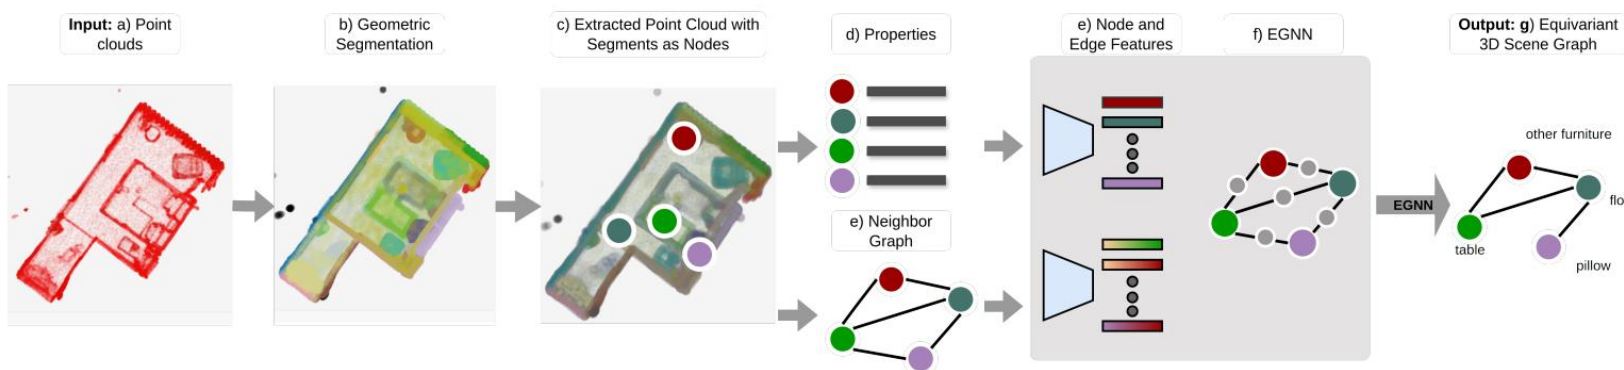 Input: a) Point
clouds
b) Geometric
Segmentation
c) Extracted Point Cloud with
Segments as Nodes
d) Properties
e) Neighbor
Graph
e) Node and
Edge Features
f) EGNN
EGNN
Output: g) Equivariant
3D Scene Graph
other furniture
flo
table
pillow